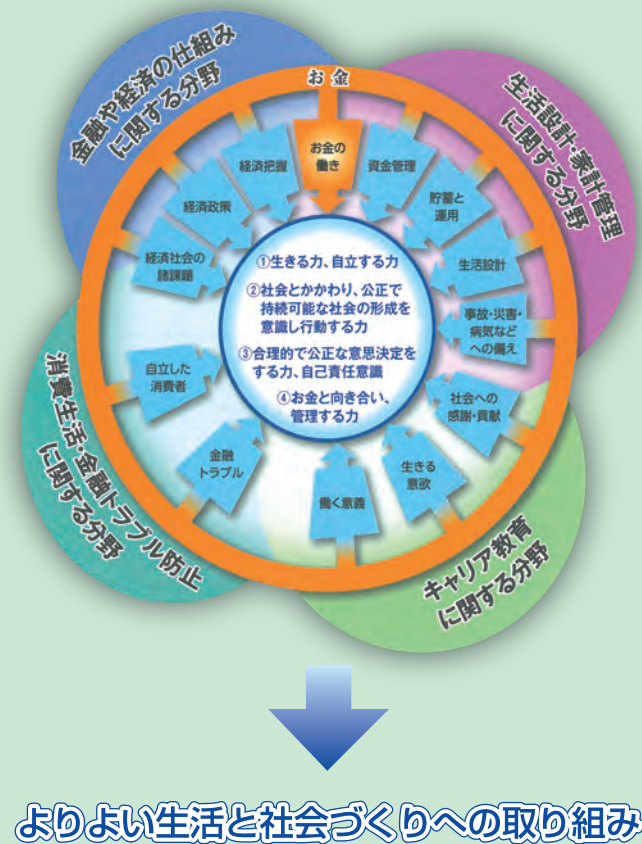 金融や経済の仕組み
に関する分野
生活設計・家計管理
に関する分野
お金
お金の
働き
資金管理
貯蓄と
運用
生活設計
事故・災害・
病気など
への備え
社会への
感謝・貢献
生きる
意欲
働く意義
金融
トラブル
自立した
消費者
経済社会の
諸課題
経済政策
経済把握
①生きる力、自立する力
②社会とかかわり、公正で
持続可能な社会の形成を
意識し行動する力
③合理的で公正な意思決定を
する力、自己責任意識
④お金と向き合い、
管理する力
消費生活・金融トラブル防止
に関する分野
キャリア教育
に関する分野
よりよい生活と社会づくりへの取り組み